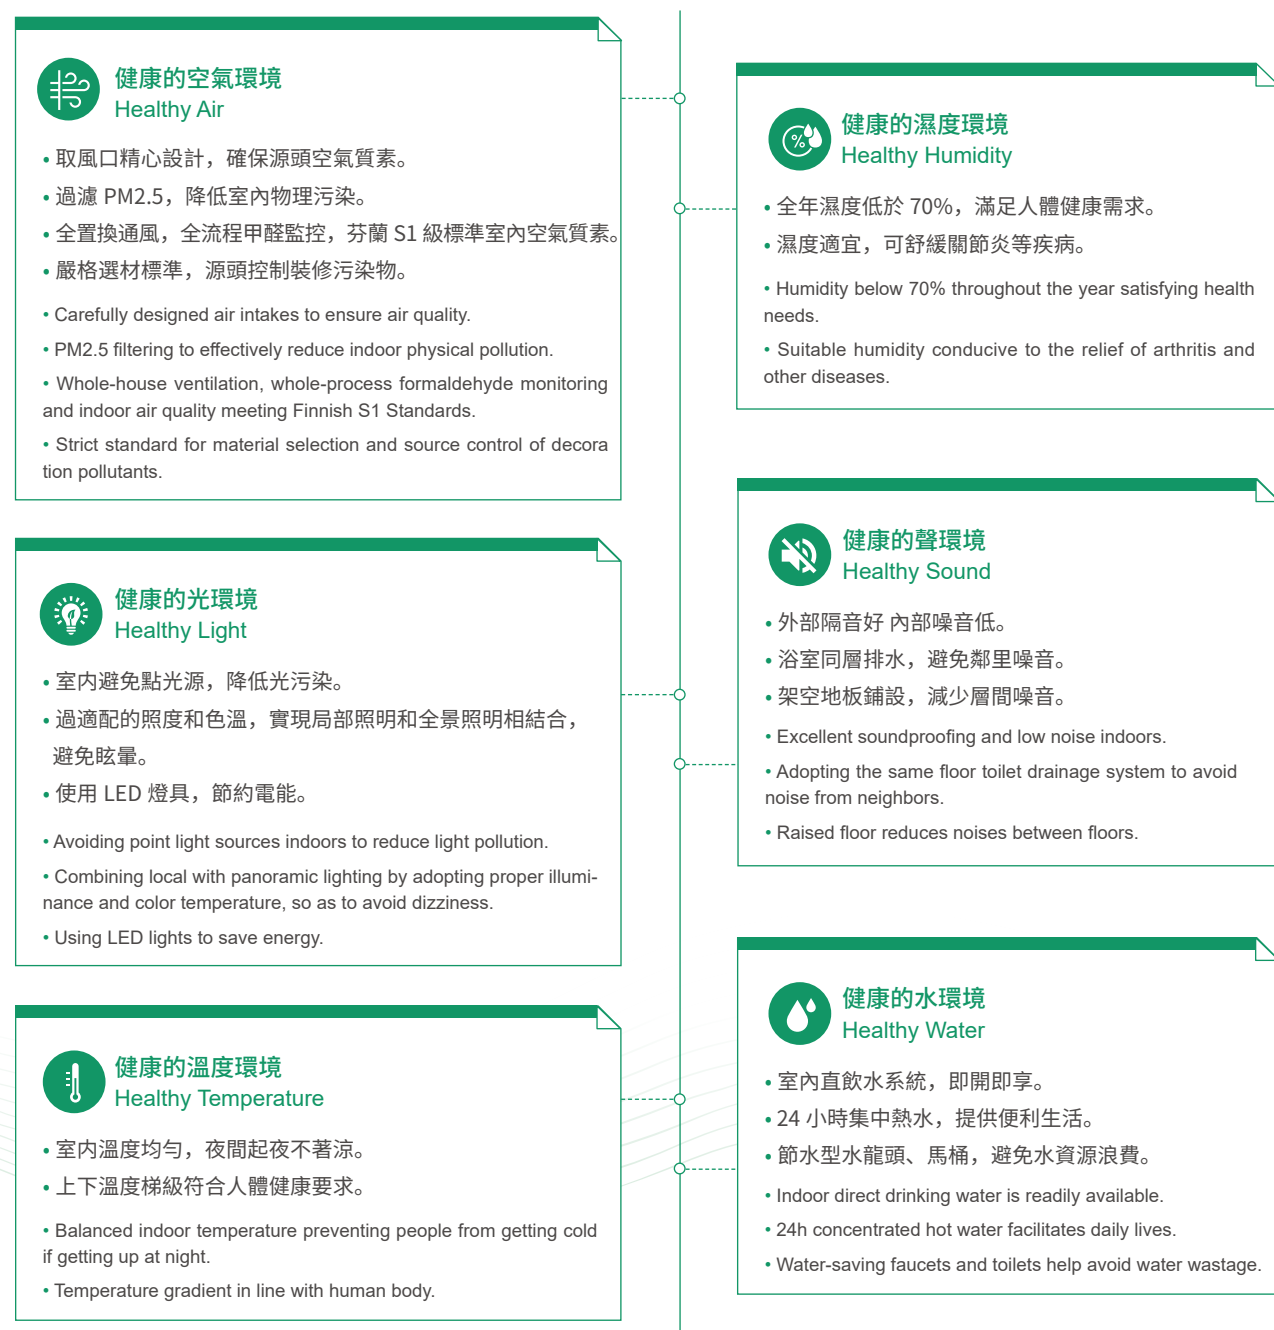 健康的空氣環境
Healthy Air
• 取風口精心設計，確保源頭空氣質素。
• 過濾 PM2.5，降低室內物理污染。
• 全置換通風，全流程甲醛監控，芬蘭 S1 級標準室內空氣質素。
• 嚴格選材標準，源頭控制裝修污染物。
• Carefully designed air intakes to ensure air quality.
• PM2.5 filtering to effectively reduce indoor physical pollution.
• Whole-house ventilation, whole-process formaldehyde monitoring
and indoor air quality meeting Finnish S1 Standards.
• Strict standard for material selection and source control of decora
tion pollutants.
健康的濕度環境
Healthy Humidity
• 全年濕度低於 70%，滿足人體健康需求。
• 濕度適宜，可舒緩關節炎等疾病。
• Humidity below 70% throughout the year satisfying health
needs.
• Suitable humidity conducive to the relief of arthritis and
other diseases.
健康的光環境
Healthy Light
• 室內避免點光源，降低光污染。
• 過適配的照度和色溫，實現局部照明和全景照明相結合，
避免眩暈。
• 使用 LED 燈具，節約電能。
• Avoiding point light sources indoors to reduce light pollution.
• Combining local with panoramic lighting by adopting proper illumi-
nance and color temperature, so as to avoid dizziness.
• Using LED lights to save energy.
健康的聲環境
Healthy Sound
• 外部隔音好 內部噪音低。
• 浴室同層排水，避免鄰里噪音。
• 架空地板鋪設，減少層間噪音。
• Excellent soundproofing and low noise indoors.
• Adopting the same floor toilet drainage system to avoid
noise from neighbors.
• Raised floor reduces noises between floors.
健康的溫度環境
Healthy Temperature
• 室内溫度均勻，夜間起夜不著涼。
• 上下溫度梯級符合人體健康要求。
• Balanced indoor temperature preventing people from getting cold
if getting up at night.
• Temperature gradient in line with human body.
健康的水環境
Healthy Water
• 室內直飲水系統，即開即享。
• 24 小時集中熱水，提供便利生活。
• 節水型水龍頭、馬桶，避免水資源浪費。
• Indoor direct drinking water is readily available.
• 24h concentrated hot water facilitates daily lives.
• Water-saving faucets and toilets help avoid water wastage.